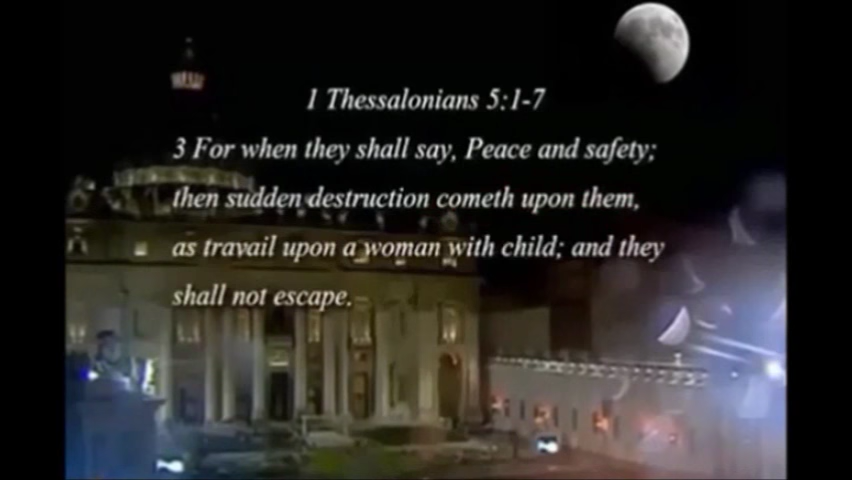 1 Thessalonians 5:1-7
3 For when they shall say, Peace and safety;
then sudden destruction cometh upon them,
as travail upon a woman with child; and they
shall not escape.